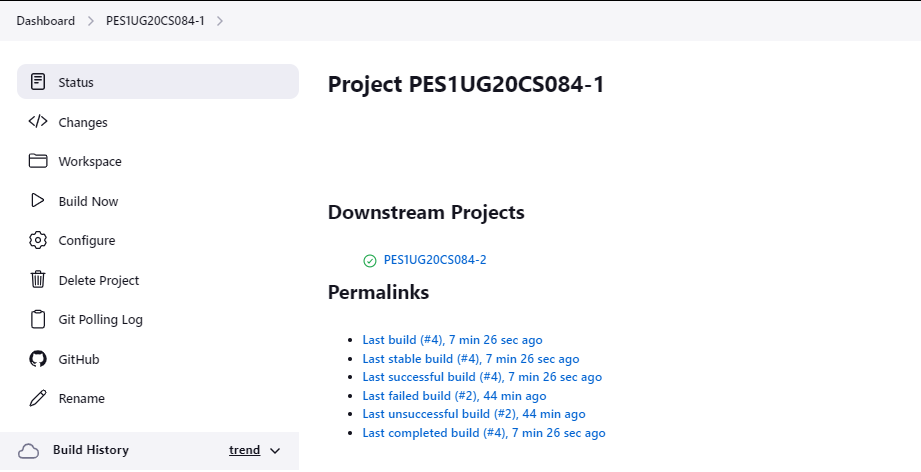 Dashboard
PES1UG20CS084-1
Status
Changes
Workspace
Build Now
Configure
Delete Project
Git Polling Log
GitHub
Rename
Build History
trend
Project PES1UG20CS084-1
Downstream Projects
PES1UG20CS084-2
Permalinks
Last build (#4), 7 min 26 sec ago
Last stable build (#4), 7 min 26 sec ago
Last successful build (#4), 7 min 26 sec ago
Last failed build (#2), 44 min ago
Last unsuccessful build (#2), 44 min ago
Last completed build (#4), 7 min 26 sec ago